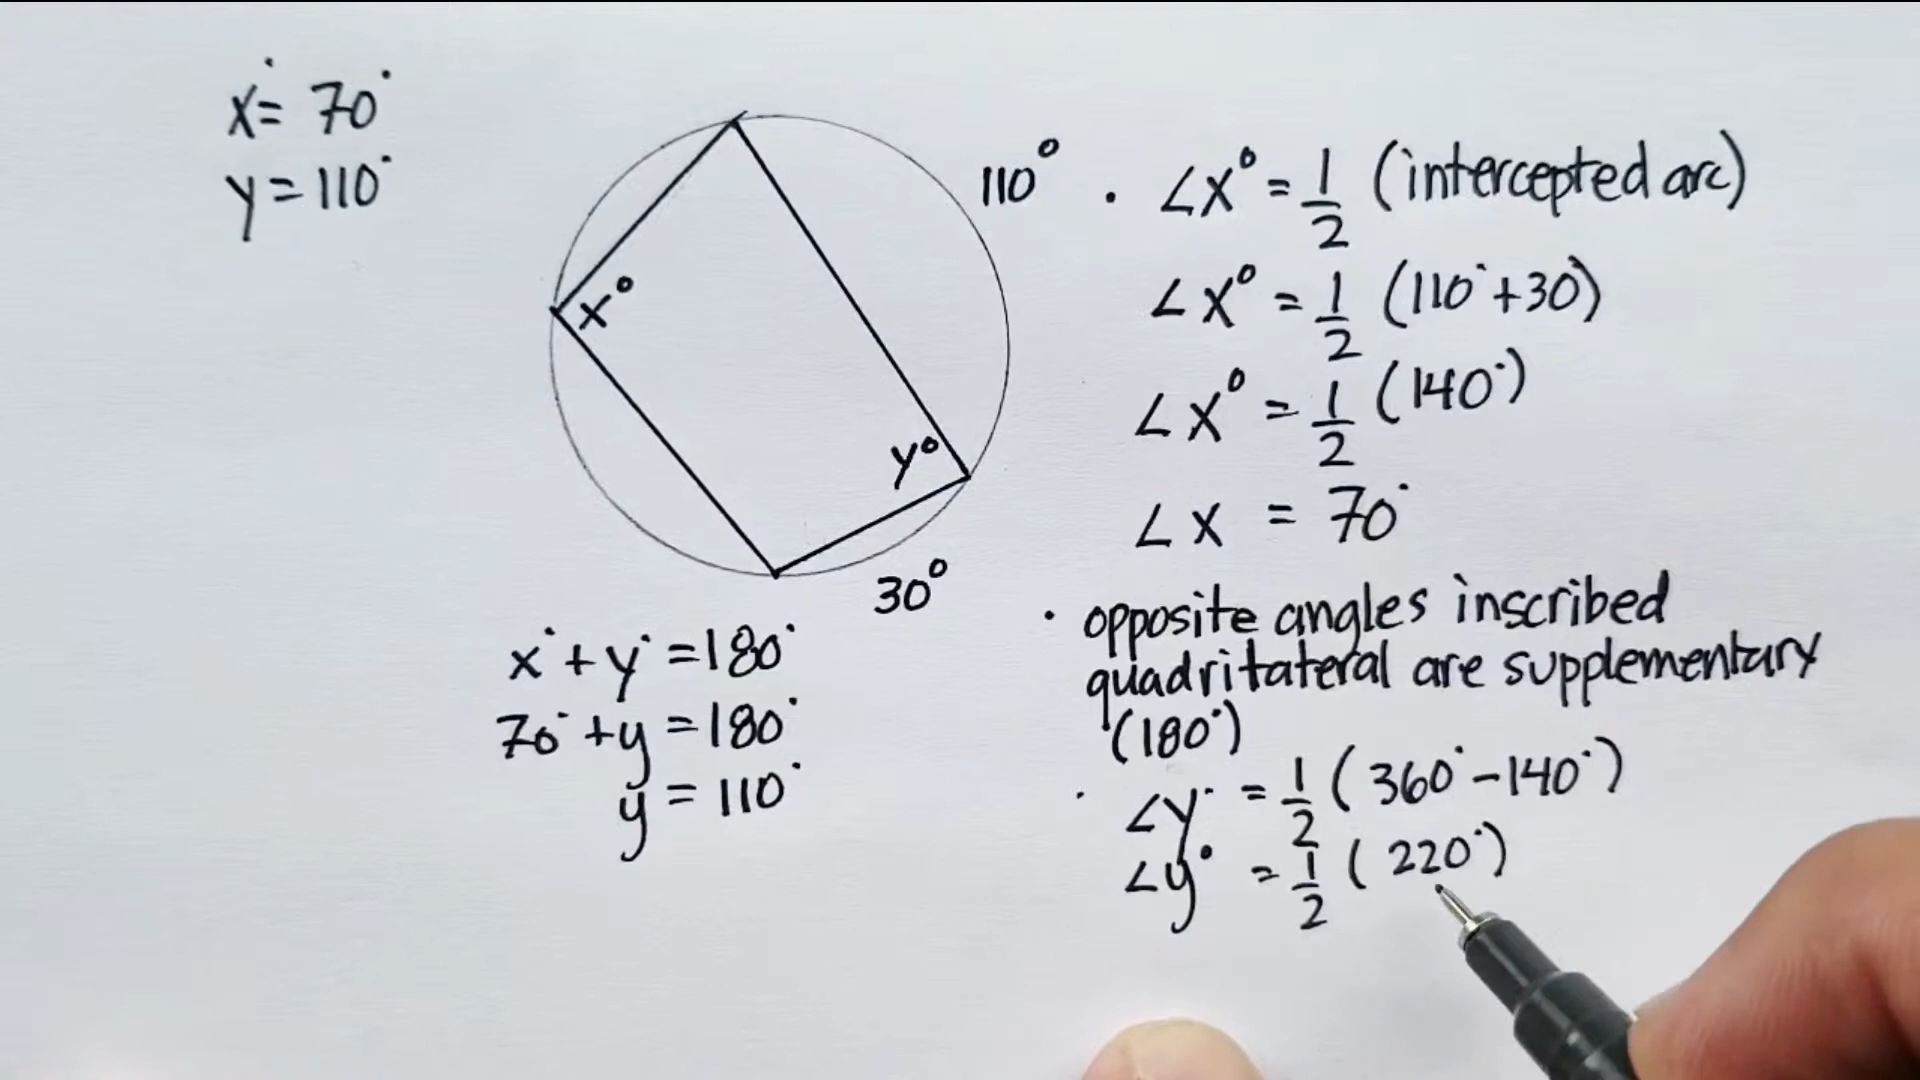 x° = 70°
y = 110°
x°
y°
110°
30°
x° + y° = 180°
70° + y = 180°
y = 110°
· ∠x° = 1/2 (intercepted arc)
∠x° = 1/2 (110° + 30°)
∠x° = 1/2 (140°)
∠x = 70°
· opposite angles inscribed
quadritateral are supplementary
(180°)
· ∠y° = 1/2 (360° - 140°)
∠y° = 1/2 (220°)